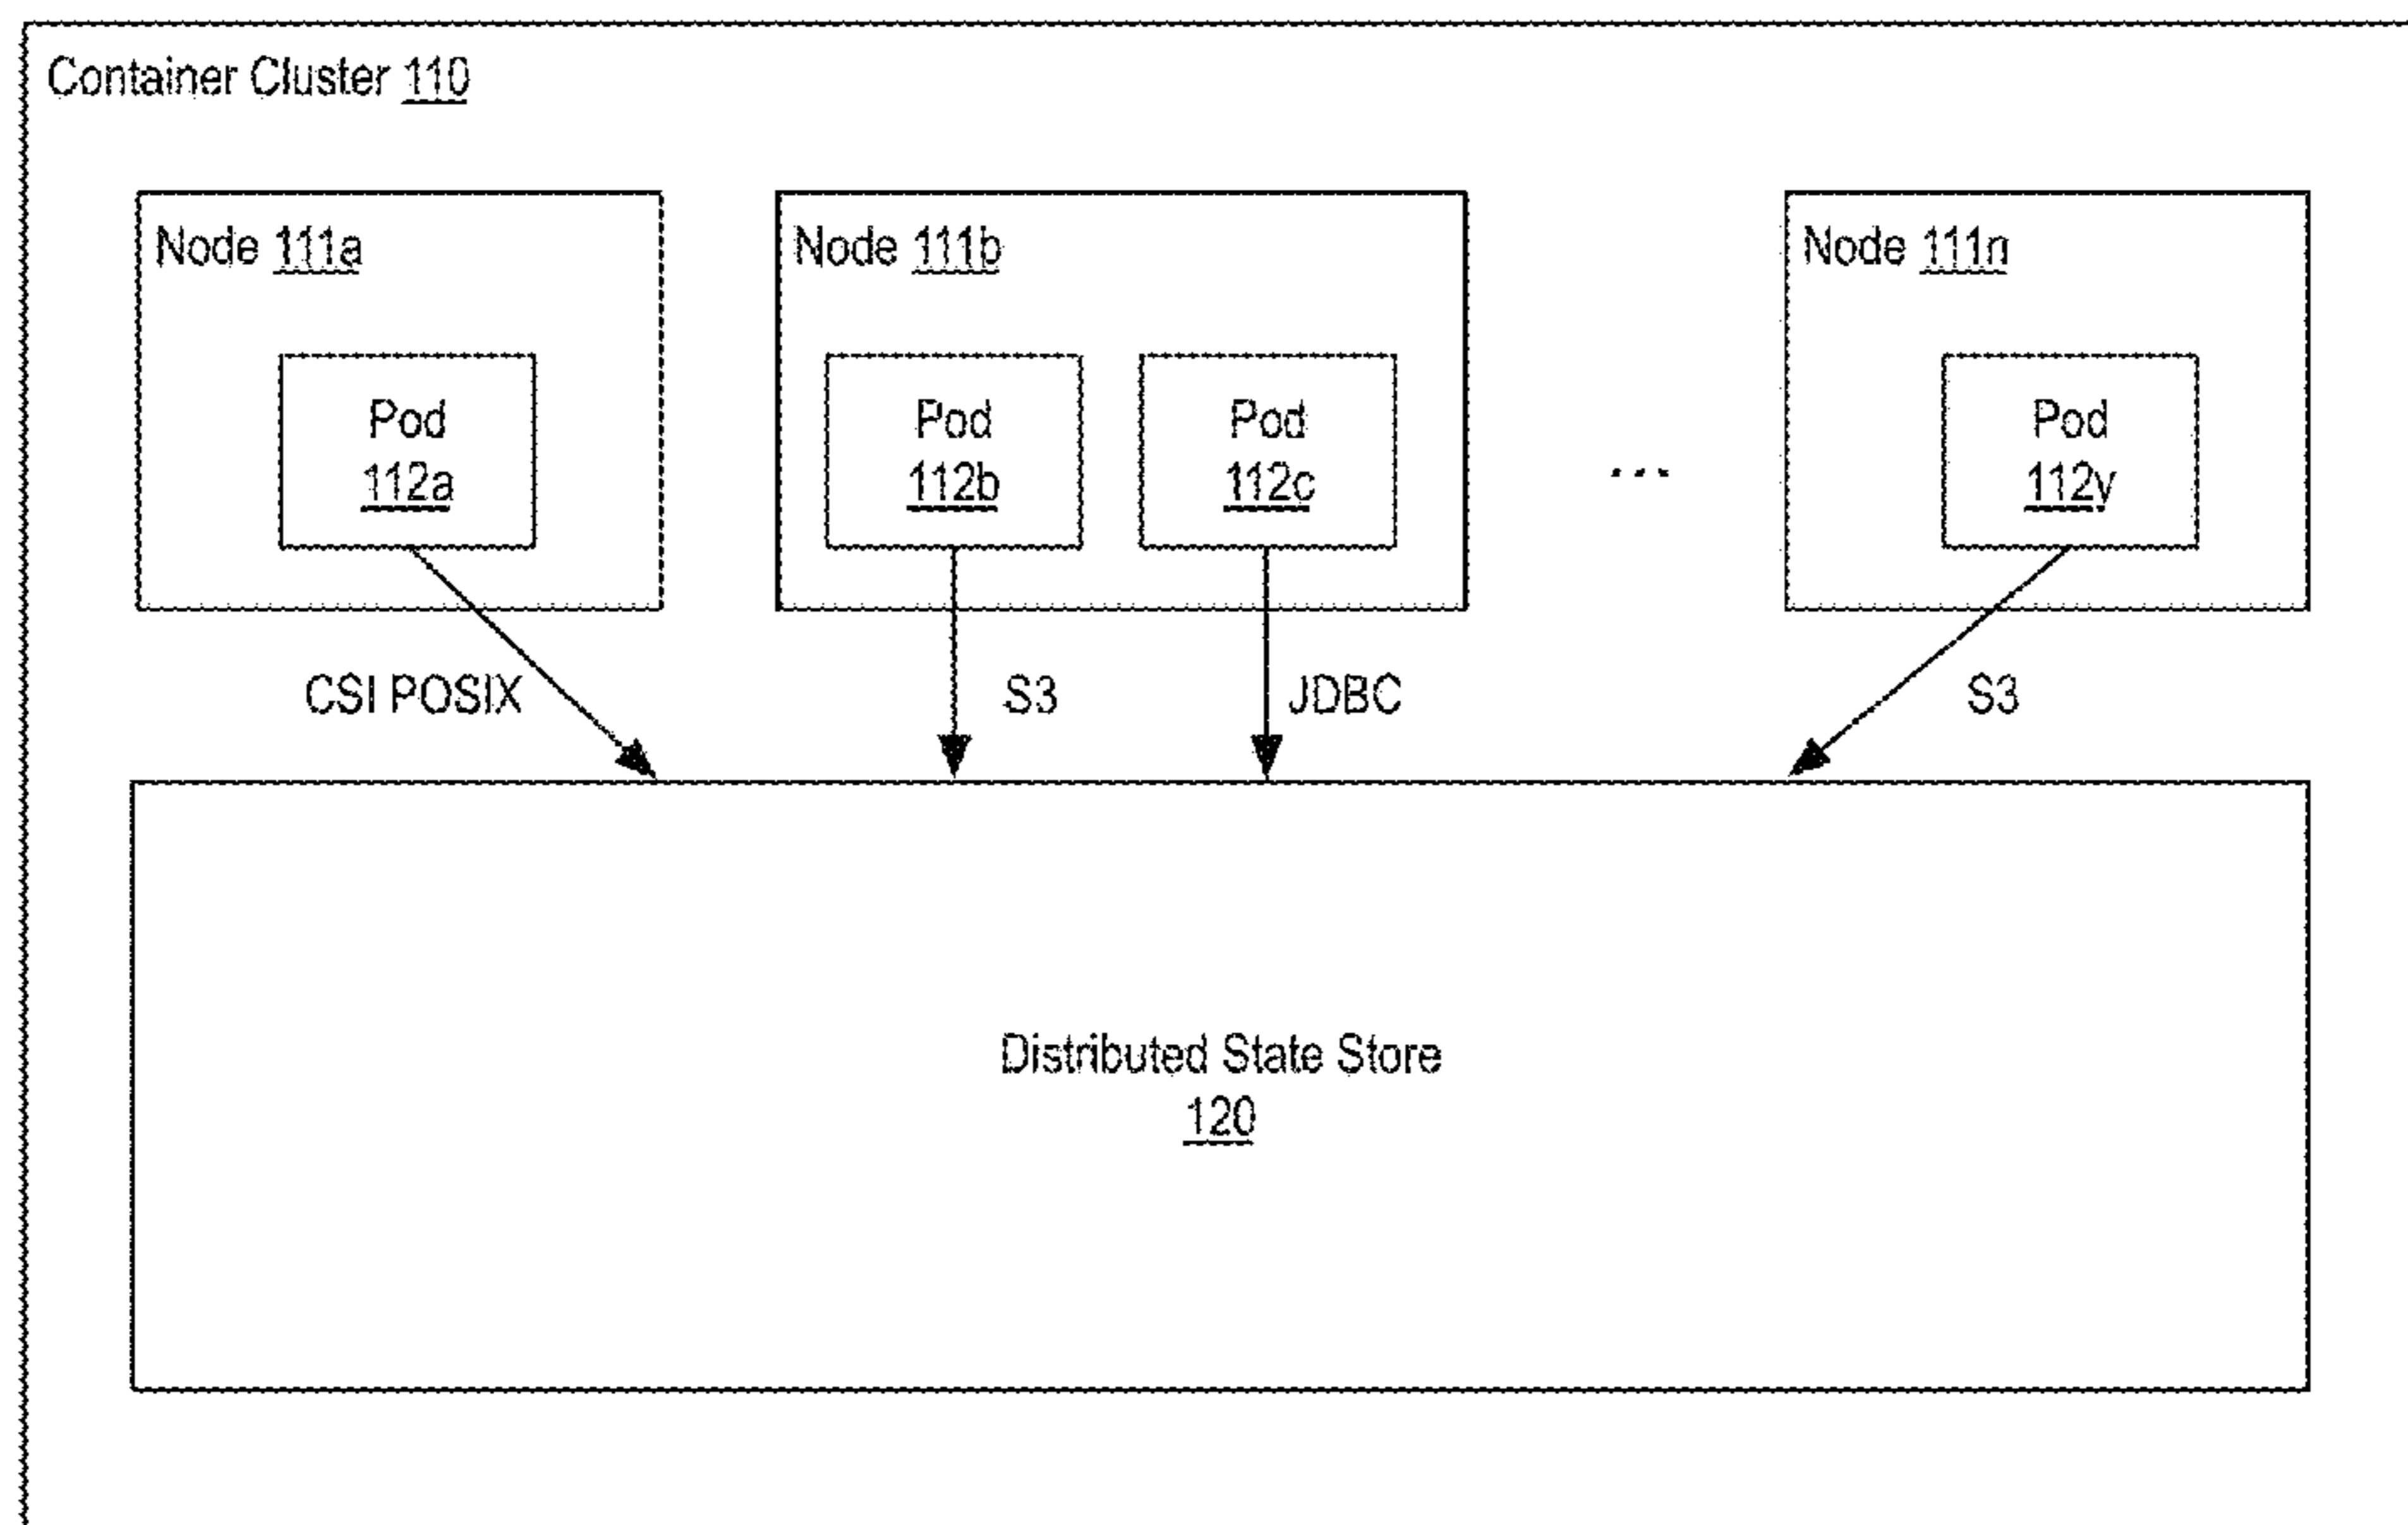 Container Cluster 110
Node 111a
Node 111b
Node 111n
Pod
112a
Pod
112b
Pod
112c
...
Pod
112y
CSI POSIX
S3
JDBC
S3
Distributed State Store
120